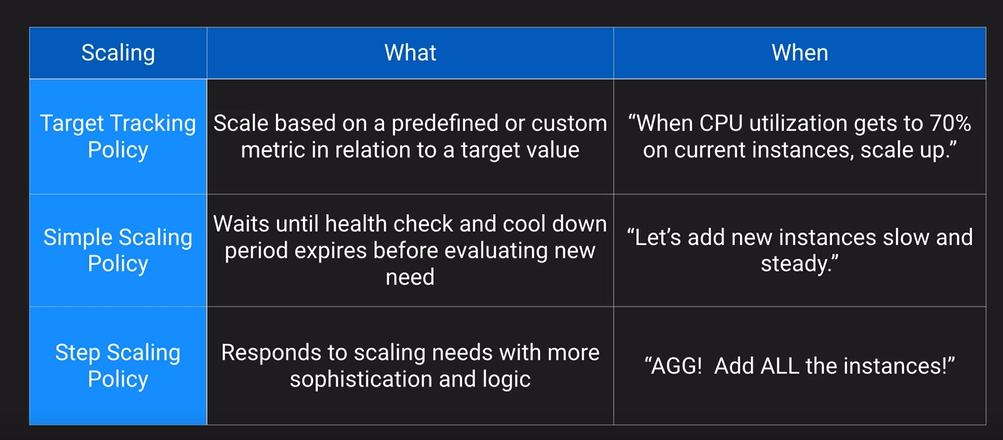 Scaling
What
When
Target Tracking
Policy
Scale based on a predefined or custom
metric in relation to a target value
“When CPU utilization gets to 70%
on current instances, scale up.”
Simple Scaling
Policy
Waits until health check and cool down
period expires before evaluating new
need
“Let’s add new instances slow and
steady.”
Step Scaling
Policy
Responds to scaling needs with more
sophistication and logic
“AGG!  Add ALL the instances!”